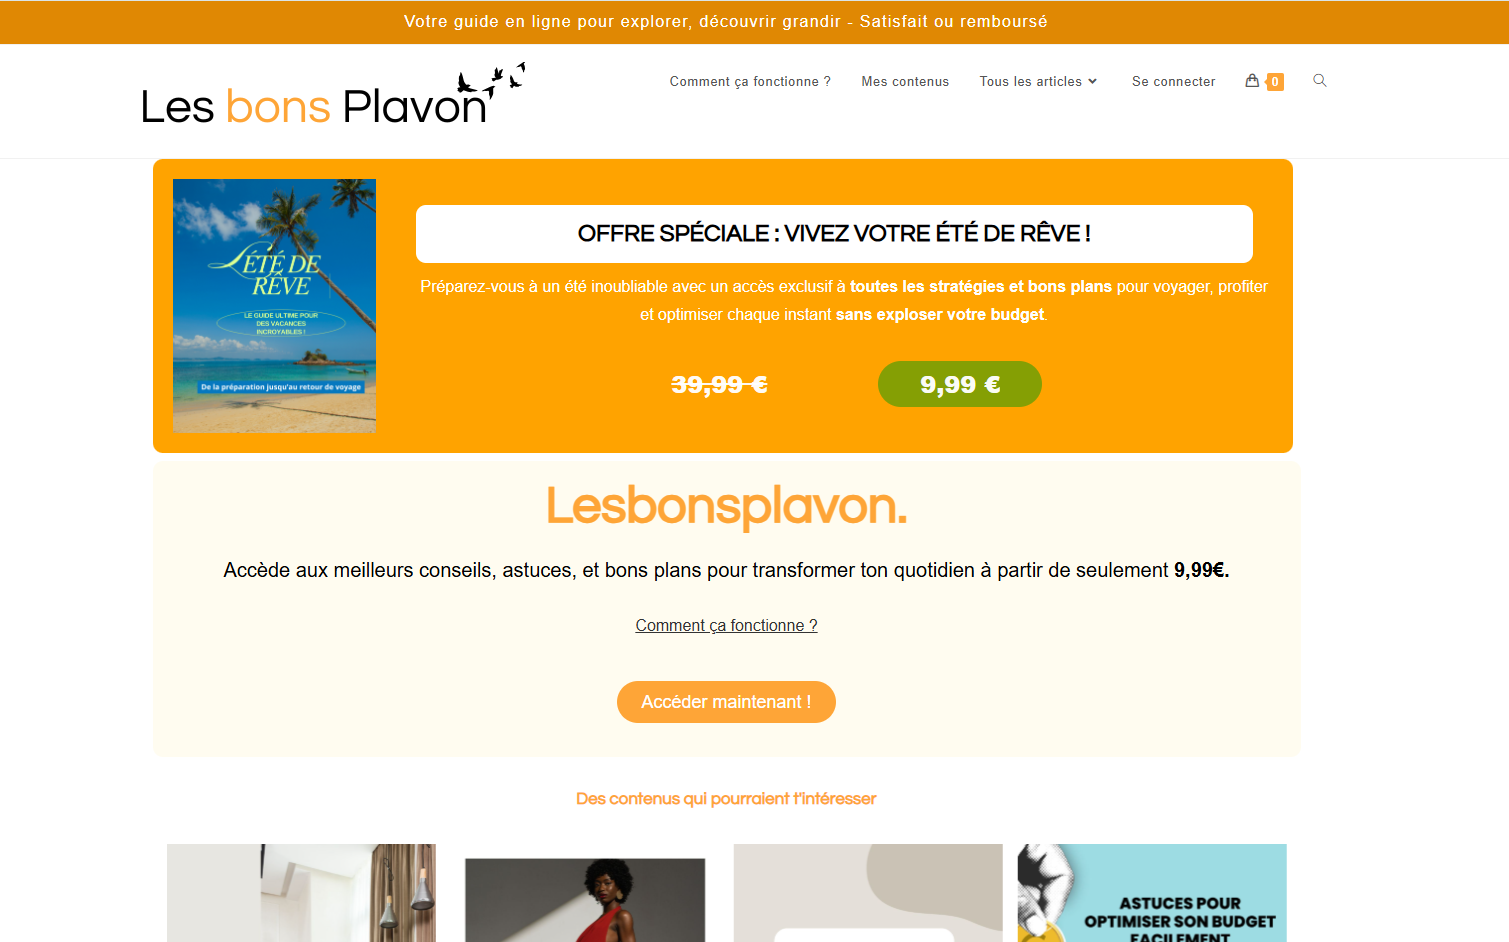 Votre guide en ligne pour explorer, découvrir grandir - Satisfait ou remboursé
Les bons Plavon
Comment ça fonctionne ?
Mes contenus
Tous les articles
Se connecter
0
L'ÉTÉ DE
RÊVE
LE GUIDE ULTIME POUR
DES VACANCES
INCROYABLES !
De la préparation jusqu'au retour de voyage
OFFRE SPÉCIALE : VIVEZ VOTRE ÉTÉ DE RÊVE !
Préparez-vous à un été inoubliable avec un accès exclusif à toutes les stratégies et bons plans pour voyager, profiter
et optimiser chaque instant sans exploser votre budget.
39,99 €
9,99 €
Lesbonsplavon.
Accède aux meilleurs conseils, astuces, et bons plans pour transformer ton quotidien à partir de seulement 9,99€.
Comment ça fonctionne ?
Accéder maintenant !
Des contenus qui pourraient t'intéresser
ASTUCES POUR
OPTIMISER SON BUDGET
FACILEMENT